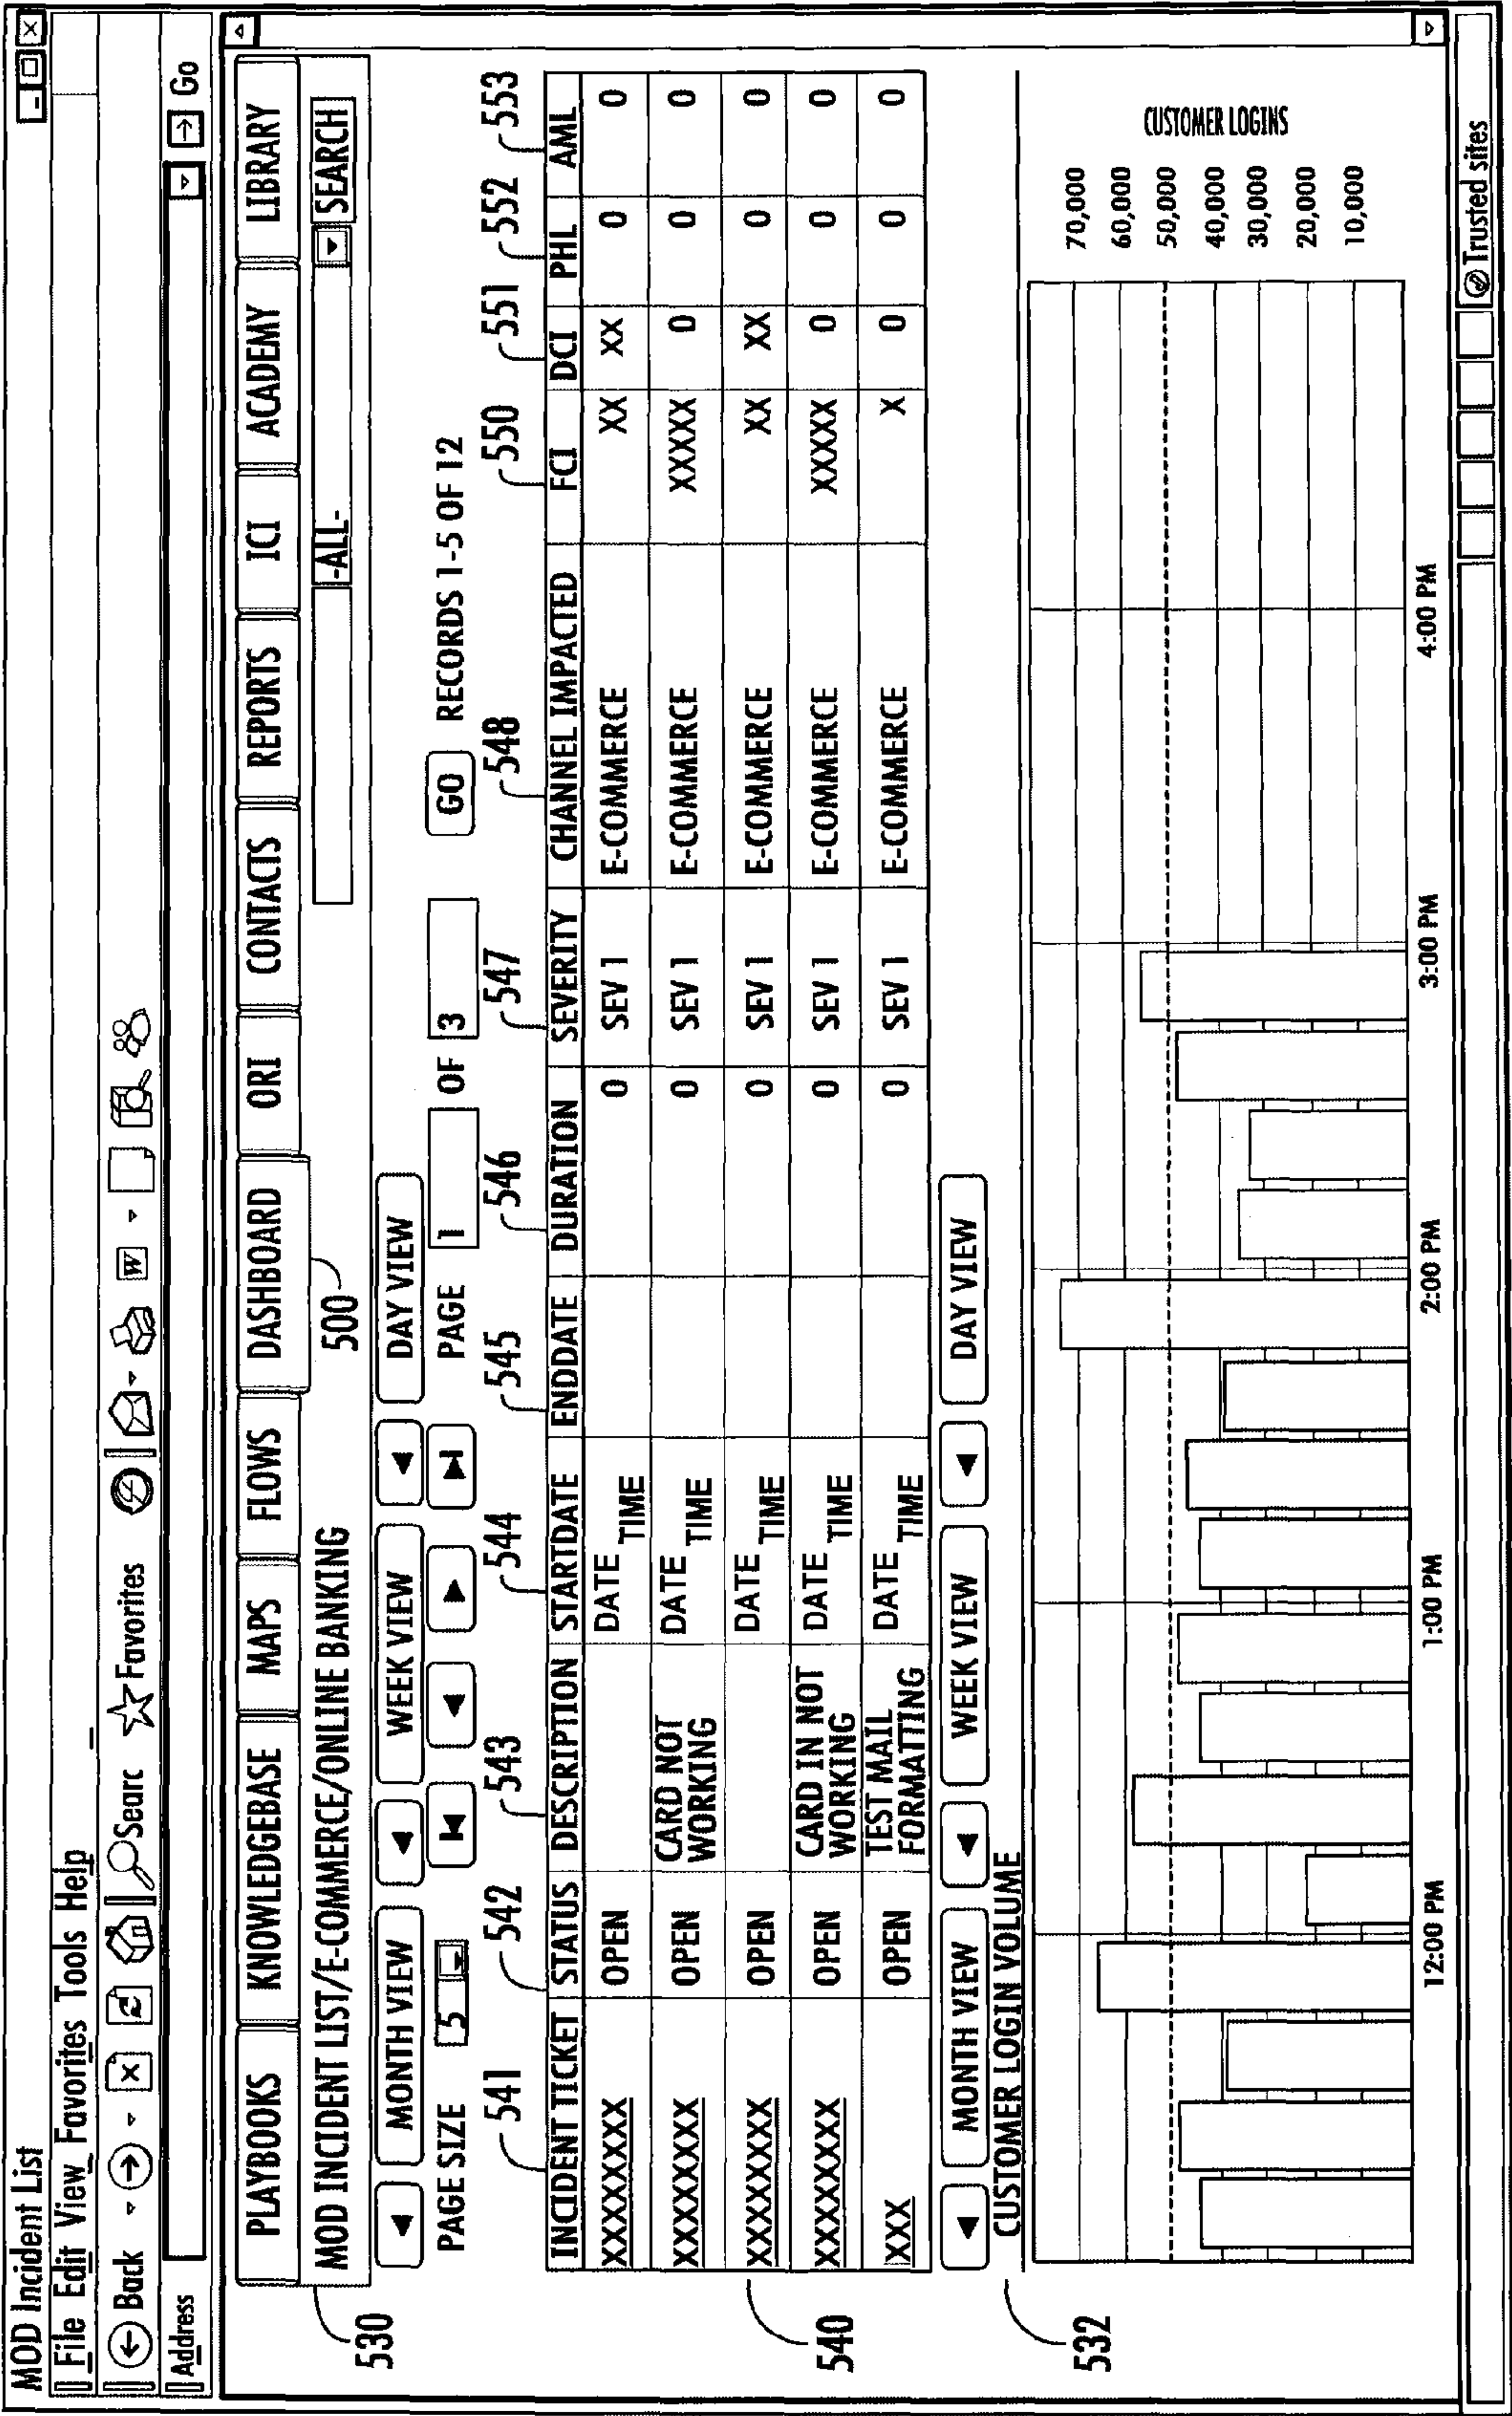 MOD Incident List
File Edit View Favorites Tools Help
Back Searc Favorites W
Address Go
PLAYBOOKS KNOWLEDGEBASE MAPS FLOWS DASHBOARD ORI CONTACTS REPORTS ICI ACADEMY LIBRARY
530 MOD INCIDENT LIST/E-COMMERCE/ONLINE BANKING 500 -ALL- SEARCH
MONTH VIEW WEEK VIEW DAY VIEW
PAGE SIZE 5 PAGE 1 OF 3 GO RECORDS 1-5 OF 12
541 542 543 544 545 546 547 548 550 551 552 553
INCIDENT TICKET STATUS DESCRIPTION STARTDATE ENDDATE DURATION SEVERITY CHANNEL IMPACTED FCI DCI PHL AML
XXXXXXXX OPEN DATE TIME 0 SEV 1 E-COMMERCE XX XX 0 0
XXXXXXXX OPEN CARD NOT WORKING DATE TIME 0 SEV 1 E-COMMERCE XXXXX 0 0 0
540 XXXXXXXX OPEN DATE TIME 0 SEV 1 E-COMMERCE XX XX 0 0
XXXXXXXX OPEN CARD IN NOT WORKING DATE TIME 0 SEV 1 E-COMMERCE XXXXX 0 0 0
XXX OPEN TEST MAIL FORMATTING DATE TIME 0 SEV 1 E-COMMERCE X 0 0 0
MONTH VIEW WEEK VIEW DAY VIEW
532 CUSTOMER LOGIN VOLUME
70,000
60,000
50,000
40,000
30,000
20,000
10,000
CUSTOMER LOGINS
12:00 PM 1:00 PM 2:00 PM 3:00 PM 4:00 PM
Trusted sites